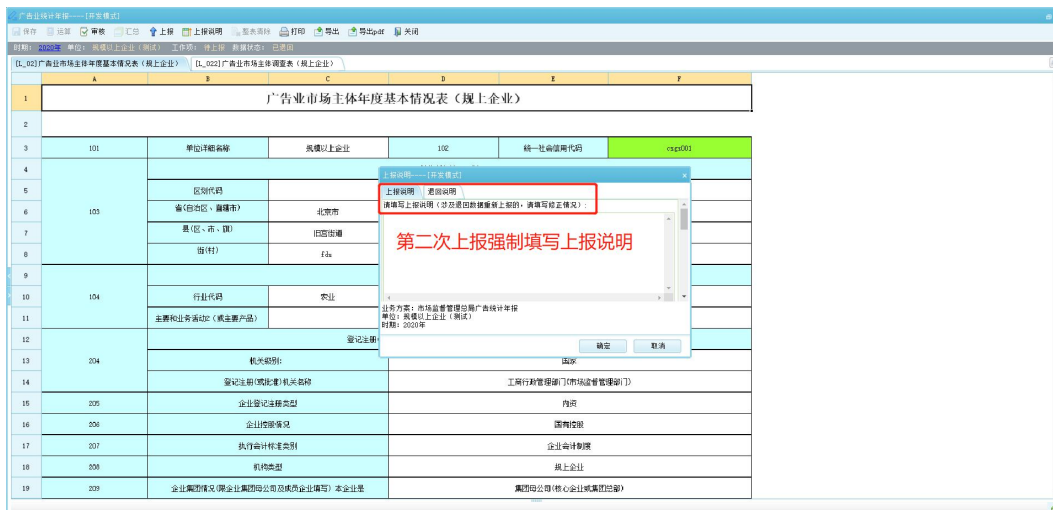 广告业统计年报-----[开发模式]
保存 运算 审核 汇总 上报 上报说明 整表清除 打印 导出 导出pdf 关闭
时期: 2020年 单位: 规模以上企业(测试) 工作项: 待上报 数据状态: 已退回
[L_02]广告业市场主体年度基本情况表(规上企业) [L_022]广告业市场主体调查表(规上企业)
A B C D E F
1 广告业市场主体年度基本情况表(规上企业)
2
3 101 单位详细名称 规模以上企业 102 统一社会信用代码
4
上报说明-----[开发模式] ×
5 区划代码
上报说明 退回说明
6 103 省(自治区、直辖市) 北京市
请填写上报说明(涉及退回数据重新上报的,请填写修正情况):
7 县(区、市、旗) 旧宫街道
第二次上报强制填写上报说明
8 街(村) fds
9
10 104 行业代码 农业
业务方案: 市场监督管理总局广告统计年报
11 主要和业务活动2(或主要产品)
单位: 规模以上企业(测试)
时期: 2020年
12 登记注册
确定 取消
13 204 机关级别: 国家
14 登记注册(或批准)机关名称 工商行政管理部门(市场监督管理部门)
15 205 企业登记注册类型 内资
16 206 企业控股情况 国有控股
17 207 执行会计标准类别 企业会计制度
18 208 机构类型 规上企业
19 209 企业集团情况(限企业集团母公司及成员企业填写) 本企业是 集团母公司(核心企业或集团总部)